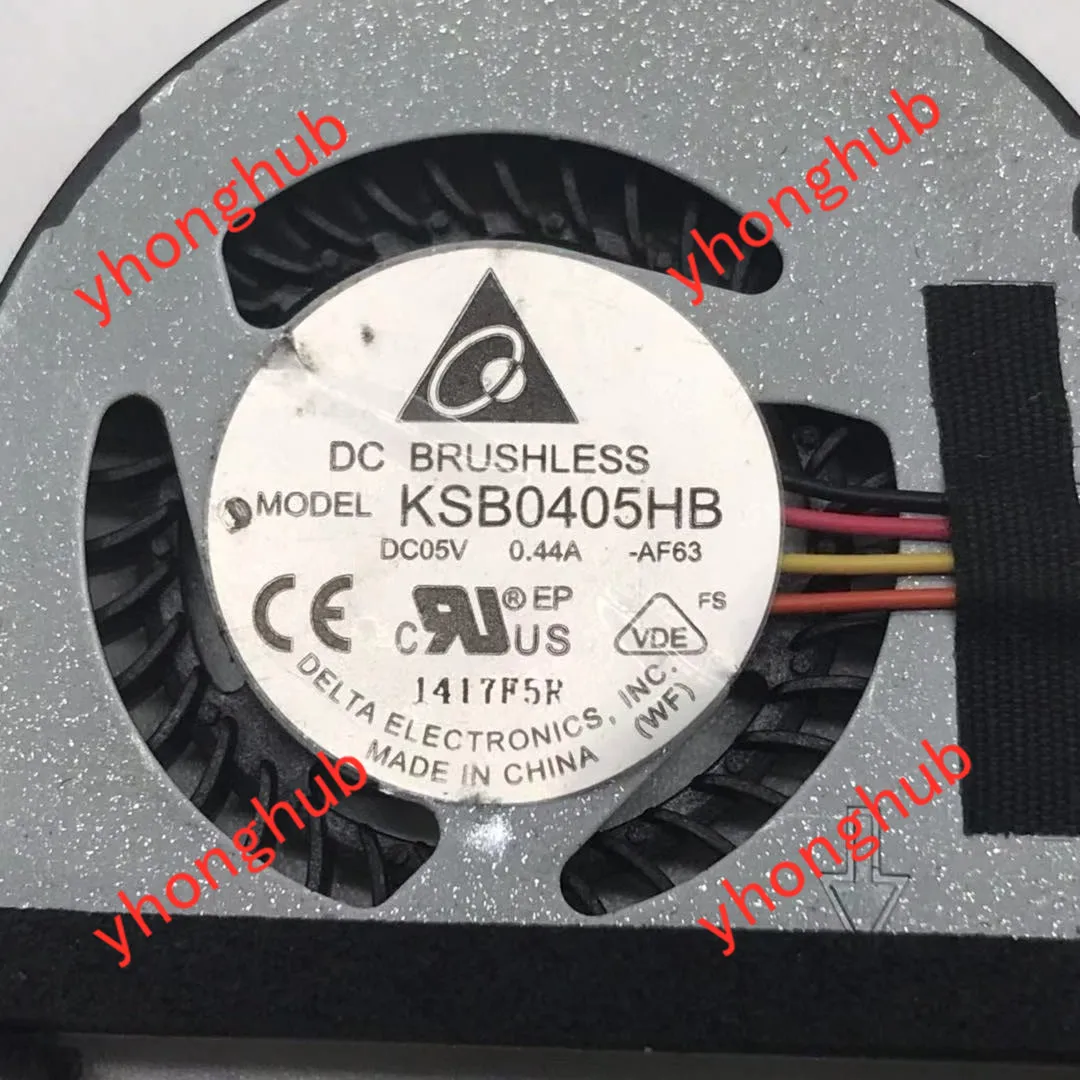 yhonghub
yhonghub
DC BRUSHLESS
MODEL KSB0405HB
DC05V 0.44A -AF63
CE C UR ® US EP VDE FS
1417F5R
DELTA ELECTRONICS, INC.
MADE IN CHINA (WF)
yhonghub
yhonghub